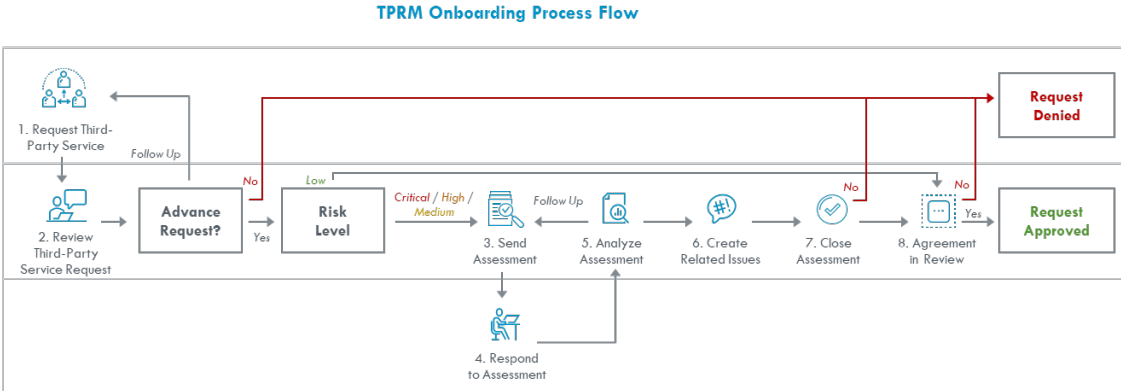 TPRM Onboarding Process Flow
1. Request Third-
Party Service
Follow Up
Request
Denied
2. Review
Third-Party
Service Request
Advance
Request?
No
Yes
Low
Risk
Level
Critical / High /
Medium
3. Send
Assessment
Follow Up
5. Analyze
Assessment
#!
6. Create
Related Issues
No
7. Close
Assessment
8. Agreement
in Review
No
Yes
Request
Approved
4. Respond
to Assessment